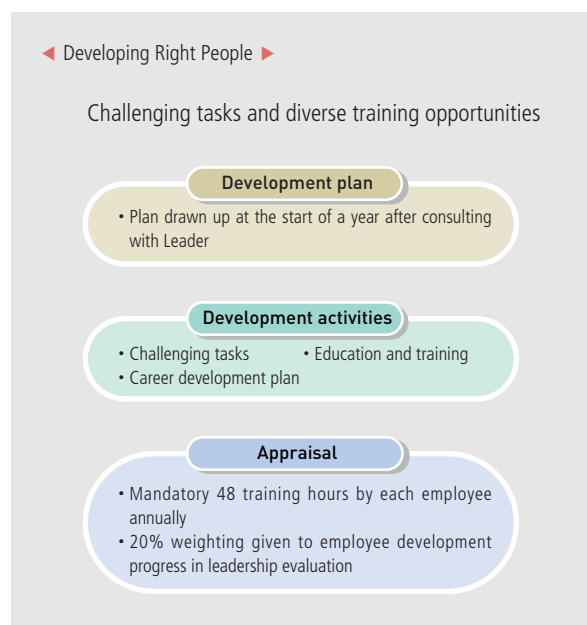 ◀ Developing Right People ▶
Challenging tasks and diverse training opportunities
Development plan
• Plan drawn up at the start of a year after consulting
with Leader
Development activities
• Challenging tasks • Education and training
• Career development plan
Appraisal
• Mandatory 48 training hours by each employee
annually
• 20% weighting given to employee development
progress in leadership evaluation